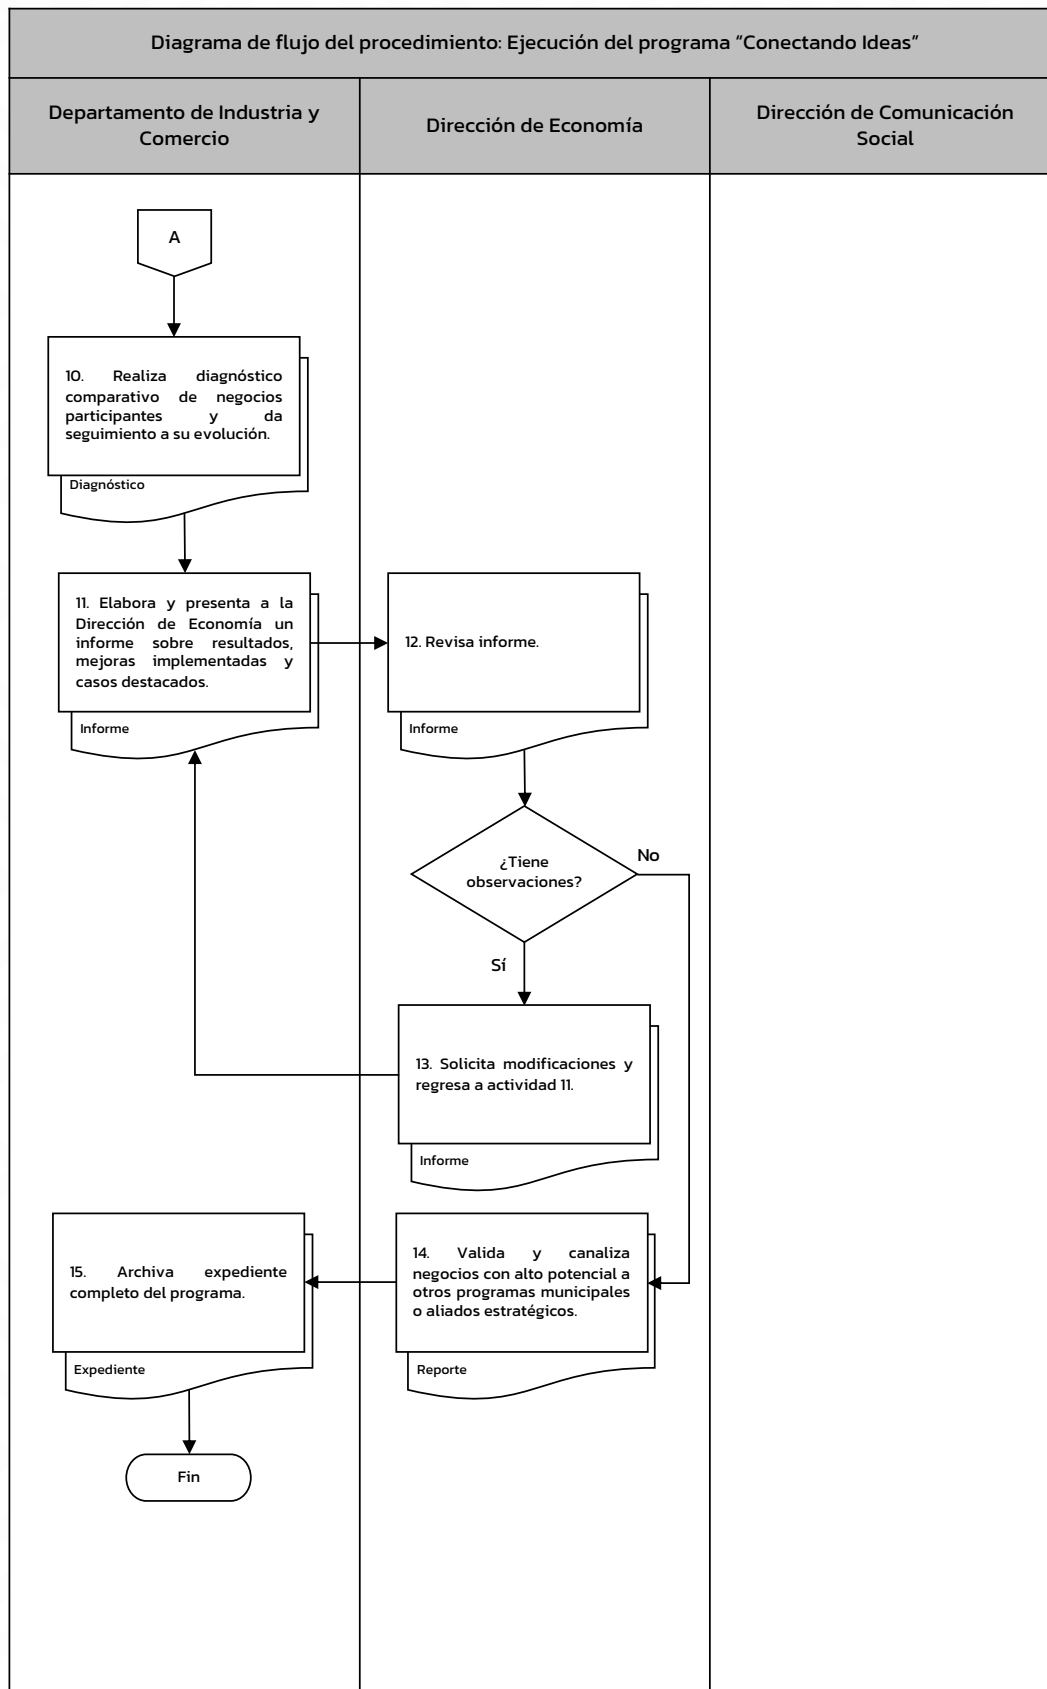 Diagrama de flujo del procedimiento: Ejecución del programa “Conectando Ideas”
Departamento de Industria y
Comercio
Dirección de Economía
Dirección de Comunicación
Social
A
10. Realiza diagnóstico
comparativo de negocios
participantes y da
seguimiento a su evolución.
Diagnóstico
11. Elabora y presenta a la
Dirección de Economía un
informe sobre resultados,
mejoras implementadas y
casos destacados.
Informe
12. Revisa informe.
Informe
¿Tiene
observaciones?
No
Sí
13. Solicita modificaciones y
regresa a actividad 11.
Informe
14. Valida y canaliza
negocios con alto potencial a
otros programas municipales
o aliados estratégicos.
Reporte
15. Archiva expediente
completo del programa.
Expediente
Fin